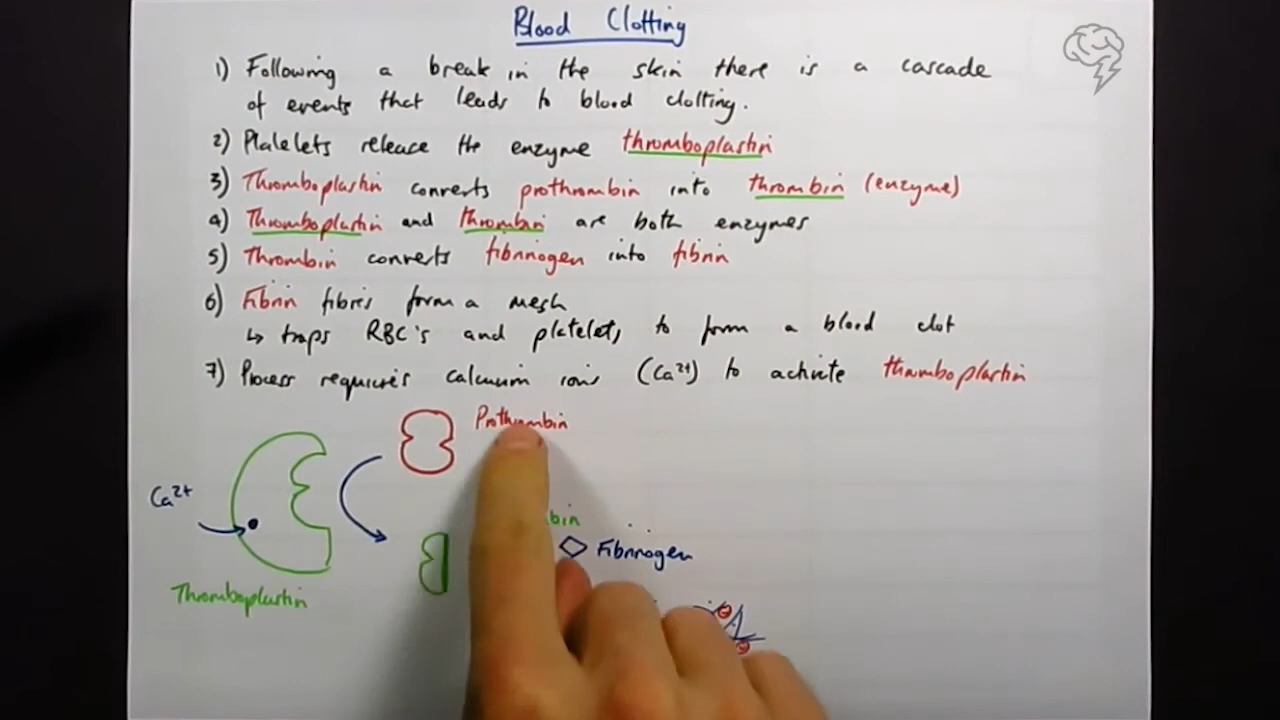 Blood Clotting
1) Following a break in the skin there is a cascade
of events that leads to blood clotting.
2) Platelets release the enzyme thromboplastin
3) Thromboplastin converts prothrombin into thrombin (enzyme)
4) Thromboplastin and thrombin are both enzymes
5) Thrombin converts fibrinogen into fibrin
6) Fibrin fibres form a mesh
↳ traps RBC's and platelets to form a blood clot
7) Process requires calcium ions (Ca²⁺) to activate thromboplastin
Prothrombin
Ca²⁺
bin
Fibrinogen
Thromboplastin